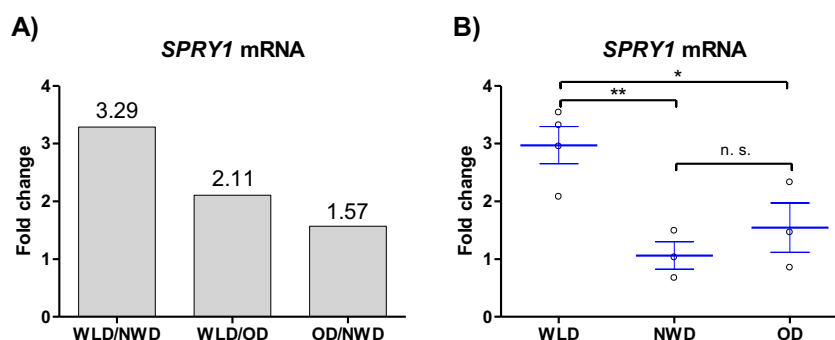 A)
SPRY1 mRNA
Fold change
4
3
2
1
0
3.29
2.11
1.57
WLD/NWD WLD/OD OD/NWD
B)
SPRY1 mRNA
Fold change
4
3
2
1
0
*
**
n. s.
WLD NWD OD